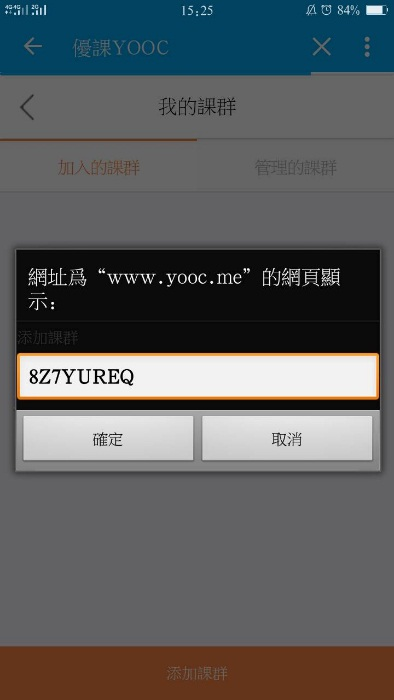 4G4G 2G 15:25 84%
優課YOOC
我的課群
加入的課群 管理的課群
網址爲“www.yooc.me”的網頁顯
示:
添加課群
8Z7YUREQ
確定 取消
添加課群